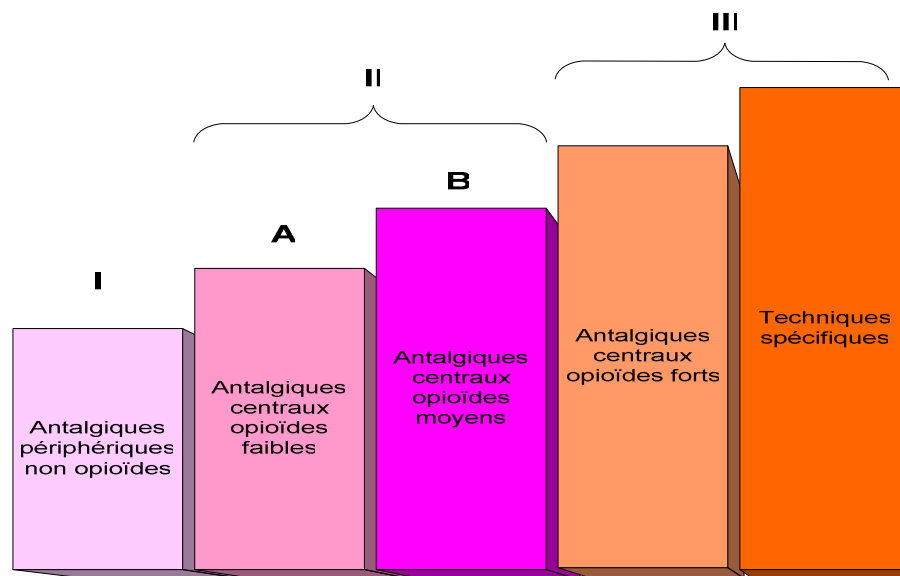 III
II
B
A
I
Antalgiques
périphériques
non opioïdes
Antalgiques
centraux
opioïdes
faibles
Antalgiques
centraux
opioïdes
moyens
Antalgiques
centraux
opioïdes forts
Techniques
spécifiques